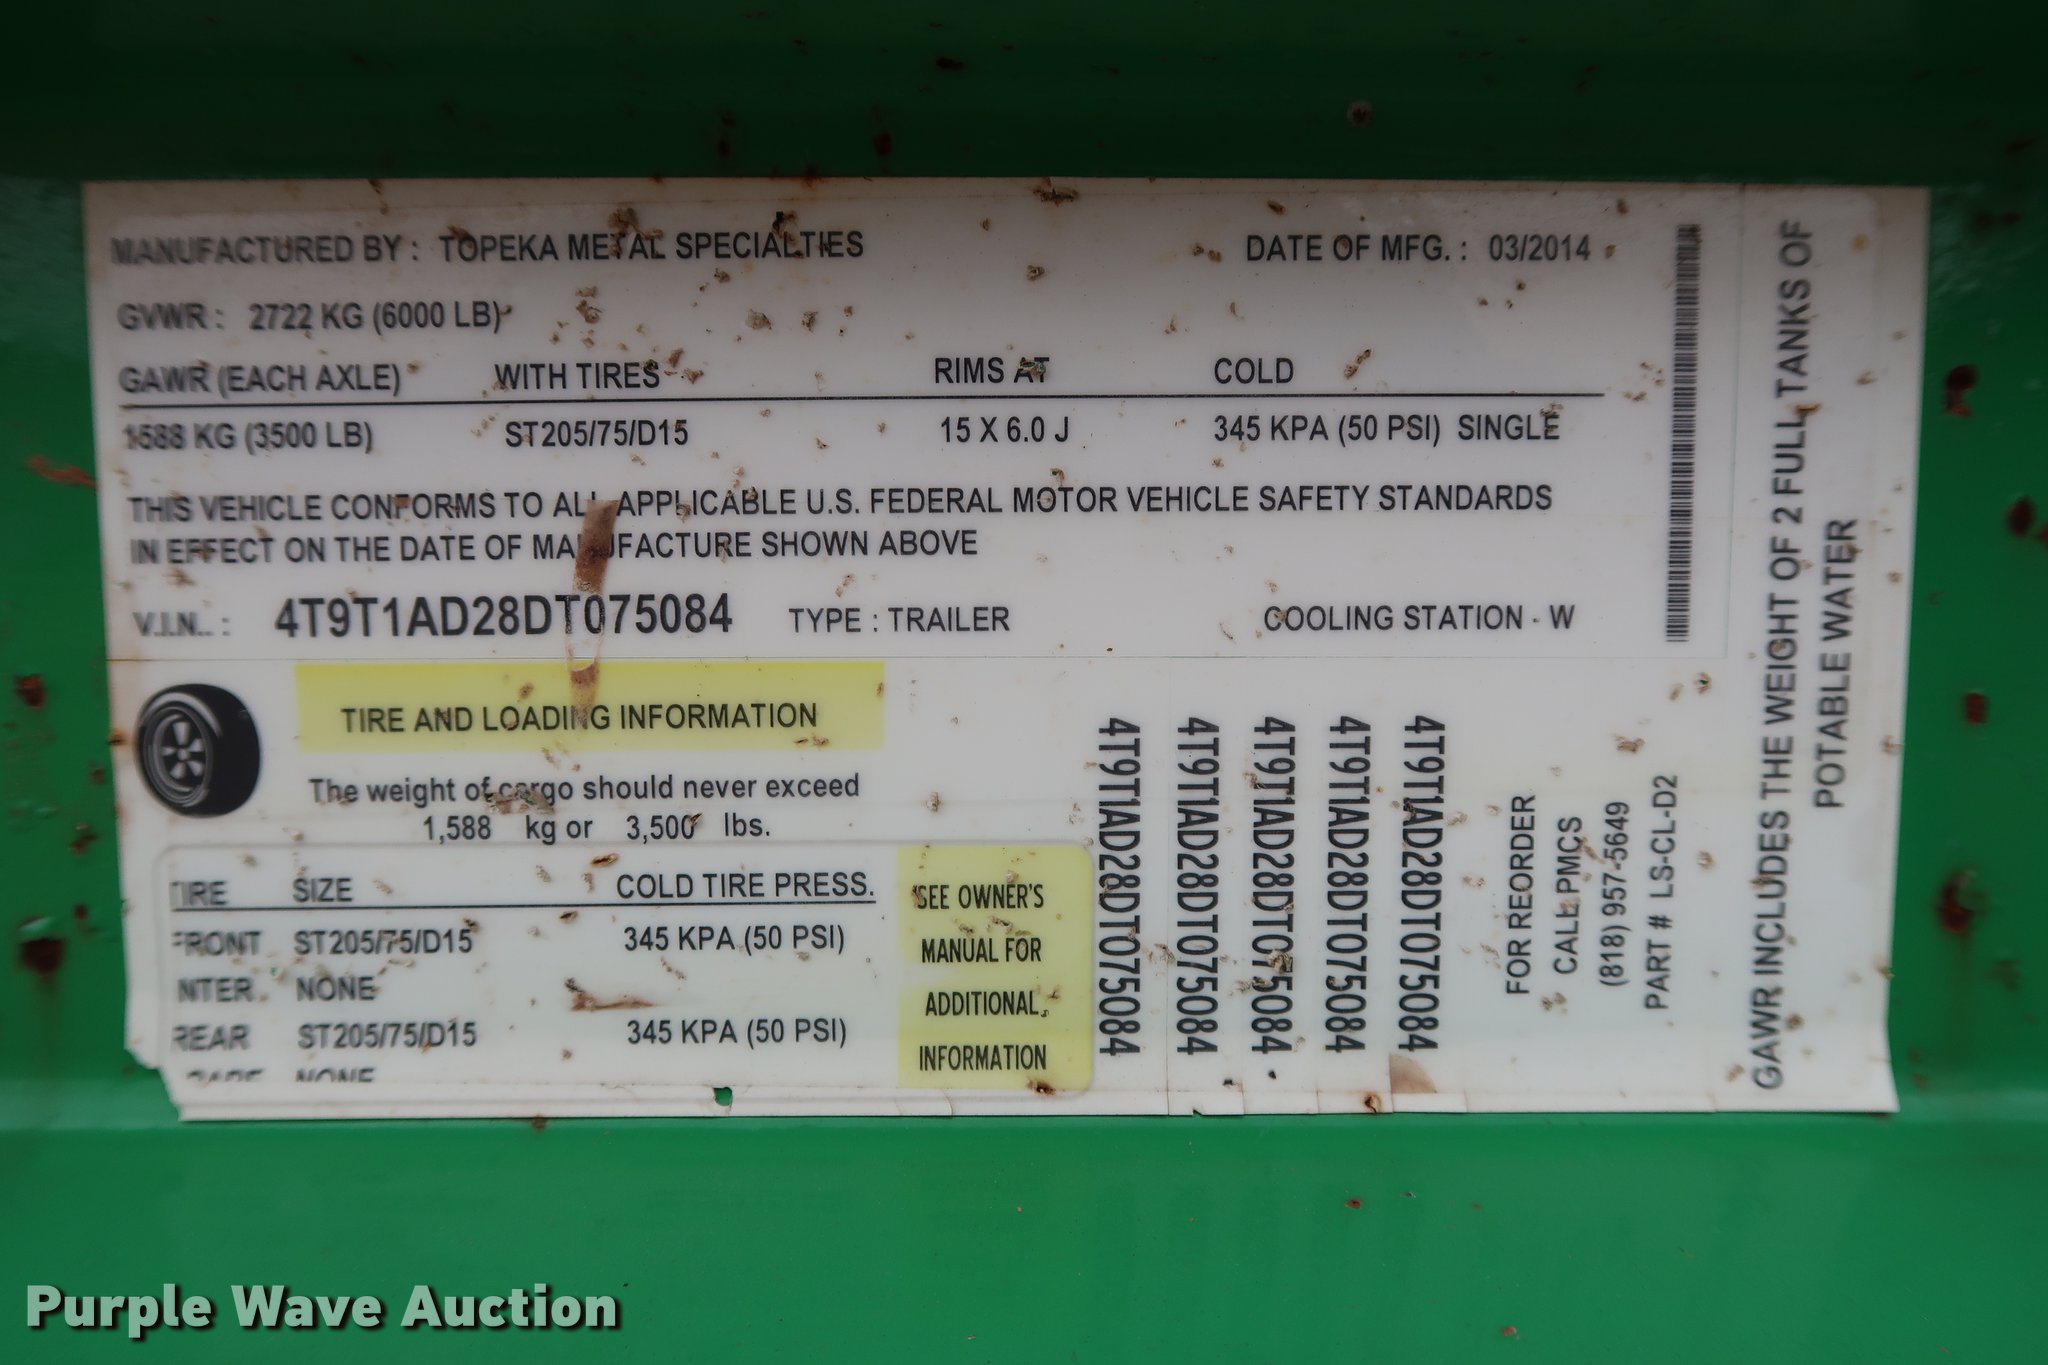 MANUFACTURED BY : TOPEKA METAL SPECIALTIES
DATE OF MFG. : 03/2014
GVWR : 2722 KG (6000 LB)
GAWR (EACH AXLE) WITH TIRES RIMS AT COLD
1588 KG (3500 LB) ST205/75/D15 15 X 6.0 J 345 KPA (50 PSI) SINGLE
THIS VEHICLE CONFORMS TO ALL APPLICABLE U.S. FEDERAL MOTOR VEHICLE SAFETY STANDARDS
IN EFFECT ON THE DATE OF MANUFACTURE SHOWN ABOVE
V.I.N.. : 4T9T1AD28DT075084 TYPE : TRAILER COOLING STATION - W
TIRE AND LOADING INFORMATION
The weight of cargo should never exceed
1,588 kg or 3,500 lbs.
TIRE SIZE COLD TIRE PRESS.
FRONT ST205/75/D15 345 KPA (50 PSI)
NTER NONE
REAR ST205/75/D15 345 KPA (50 PSI)
NONE
SEE OWNER'S
MANUAL FOR
ADDITIONAL
INFORMATION
4T9T1AD28DT075084
4T9T1AD28DT075084
4T9T1AD28DT075084
4T9T1AD28DT075084
4T9T1AD28DT075084
FOR REORDER
CALL PMCS
(818) 957-5649
PART # LS-CL-D2
GAWR INCLUDES THE WEIGHT OF 2 FULL TANKS OF
POTABLE WATER
Purple Wave Auction